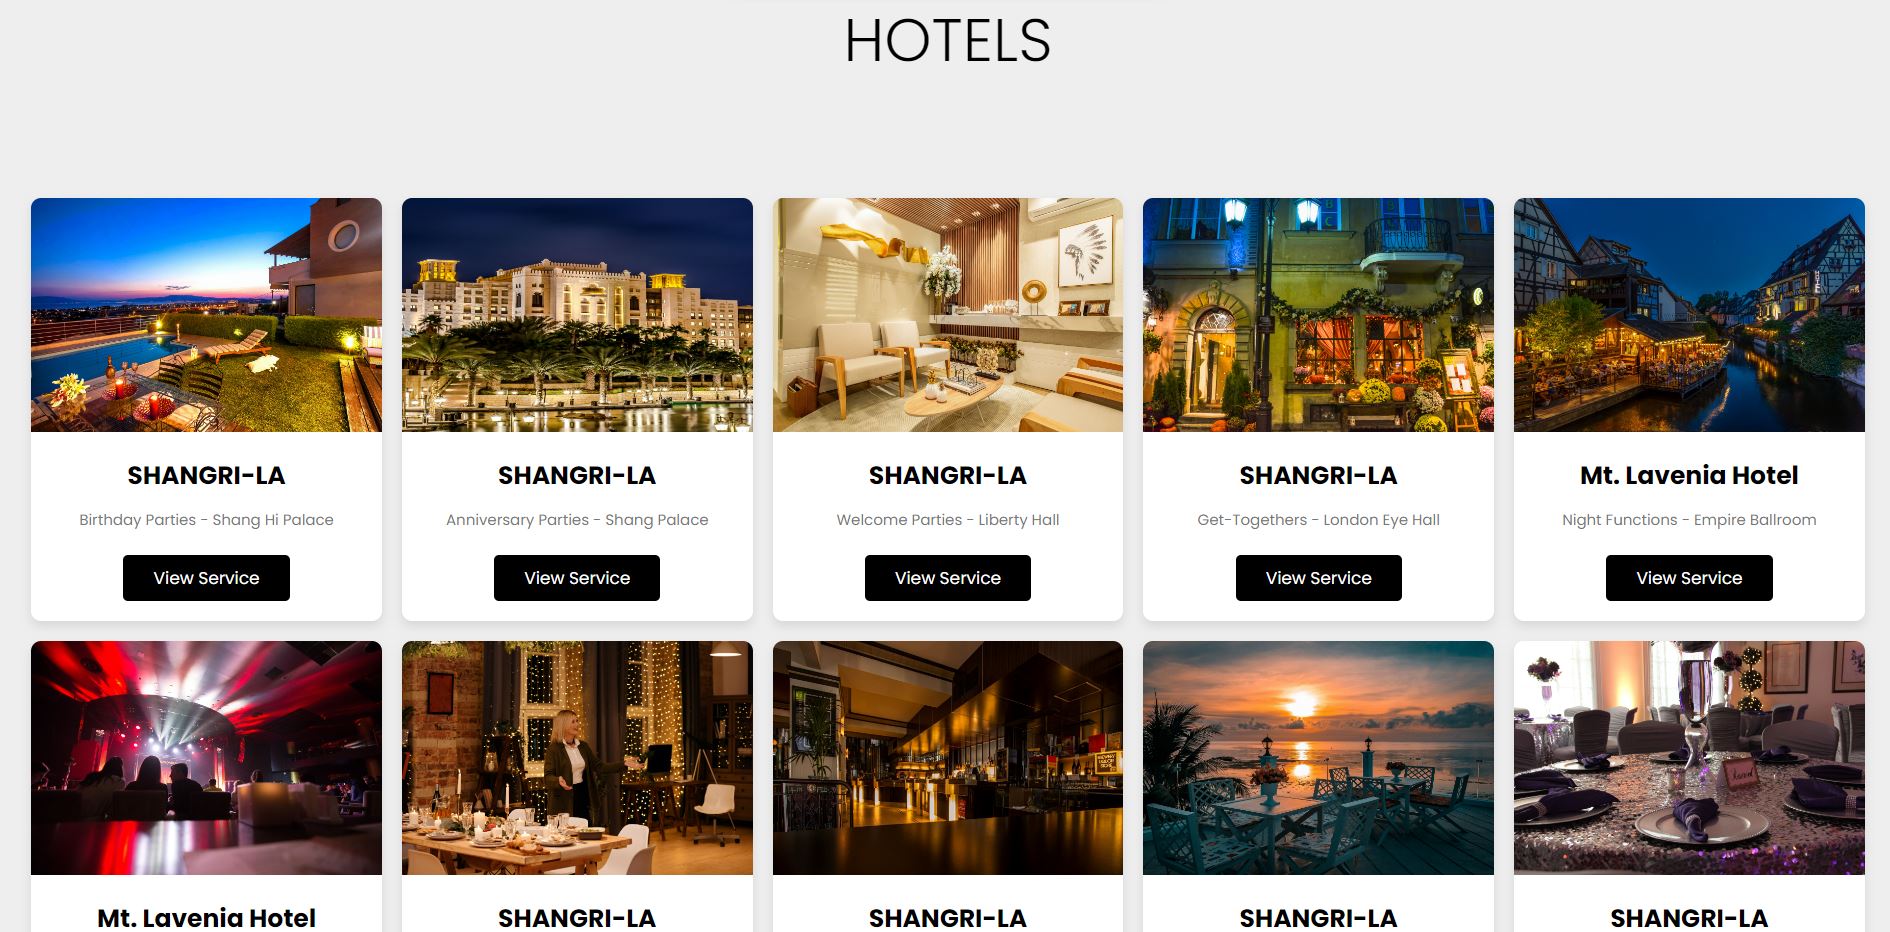 HOTELS
SHANGRI-LA
Birthday Parties - Shang Hi Palace
View Service
SHANGRI-LA
Anniversary Parties - Shang Palace
View Service
SHANGRI-LA
Welcome Parties - Liberty Hall
View Service
SHANGRI-LA
Get-Togethers - London Eye Hall
View Service
Mt. Lavenia Hotel
Night Functions - Empire Ballroom
View Service
Mt. Lavenia Hotel
SHANGRI-LA
SHANGRI-LA
SHANGRI-LA
SHANGRI-LA